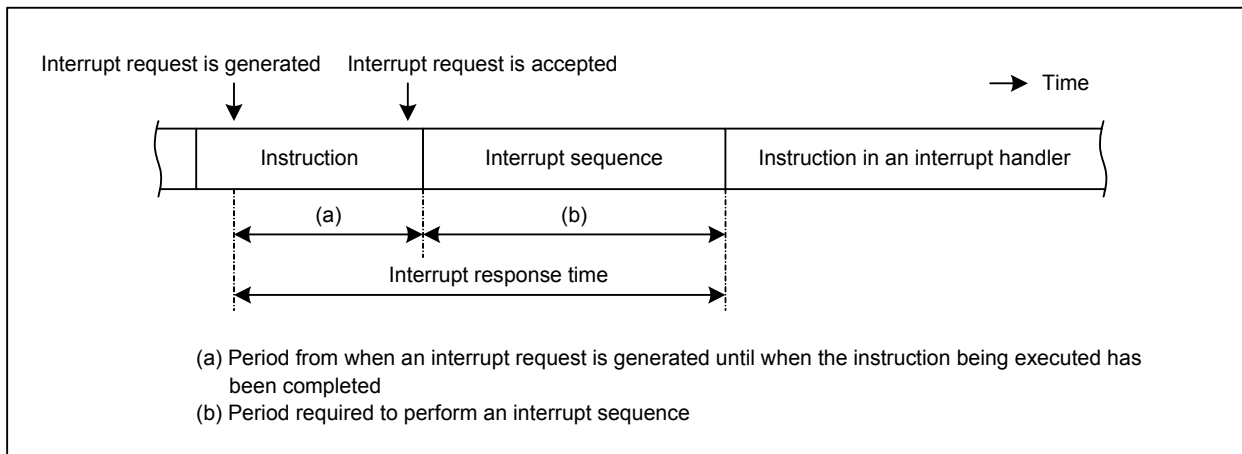 Interrupt request is generated Interrupt request is accepted
Time
Instruction Interrupt sequence Instruction in an interrupt handler
(a) (b)
Interrupt response time
(a) Period from when an interrupt request is generated until when the instruction being executed has
been completed
(b) Period required to perform an interrupt sequence